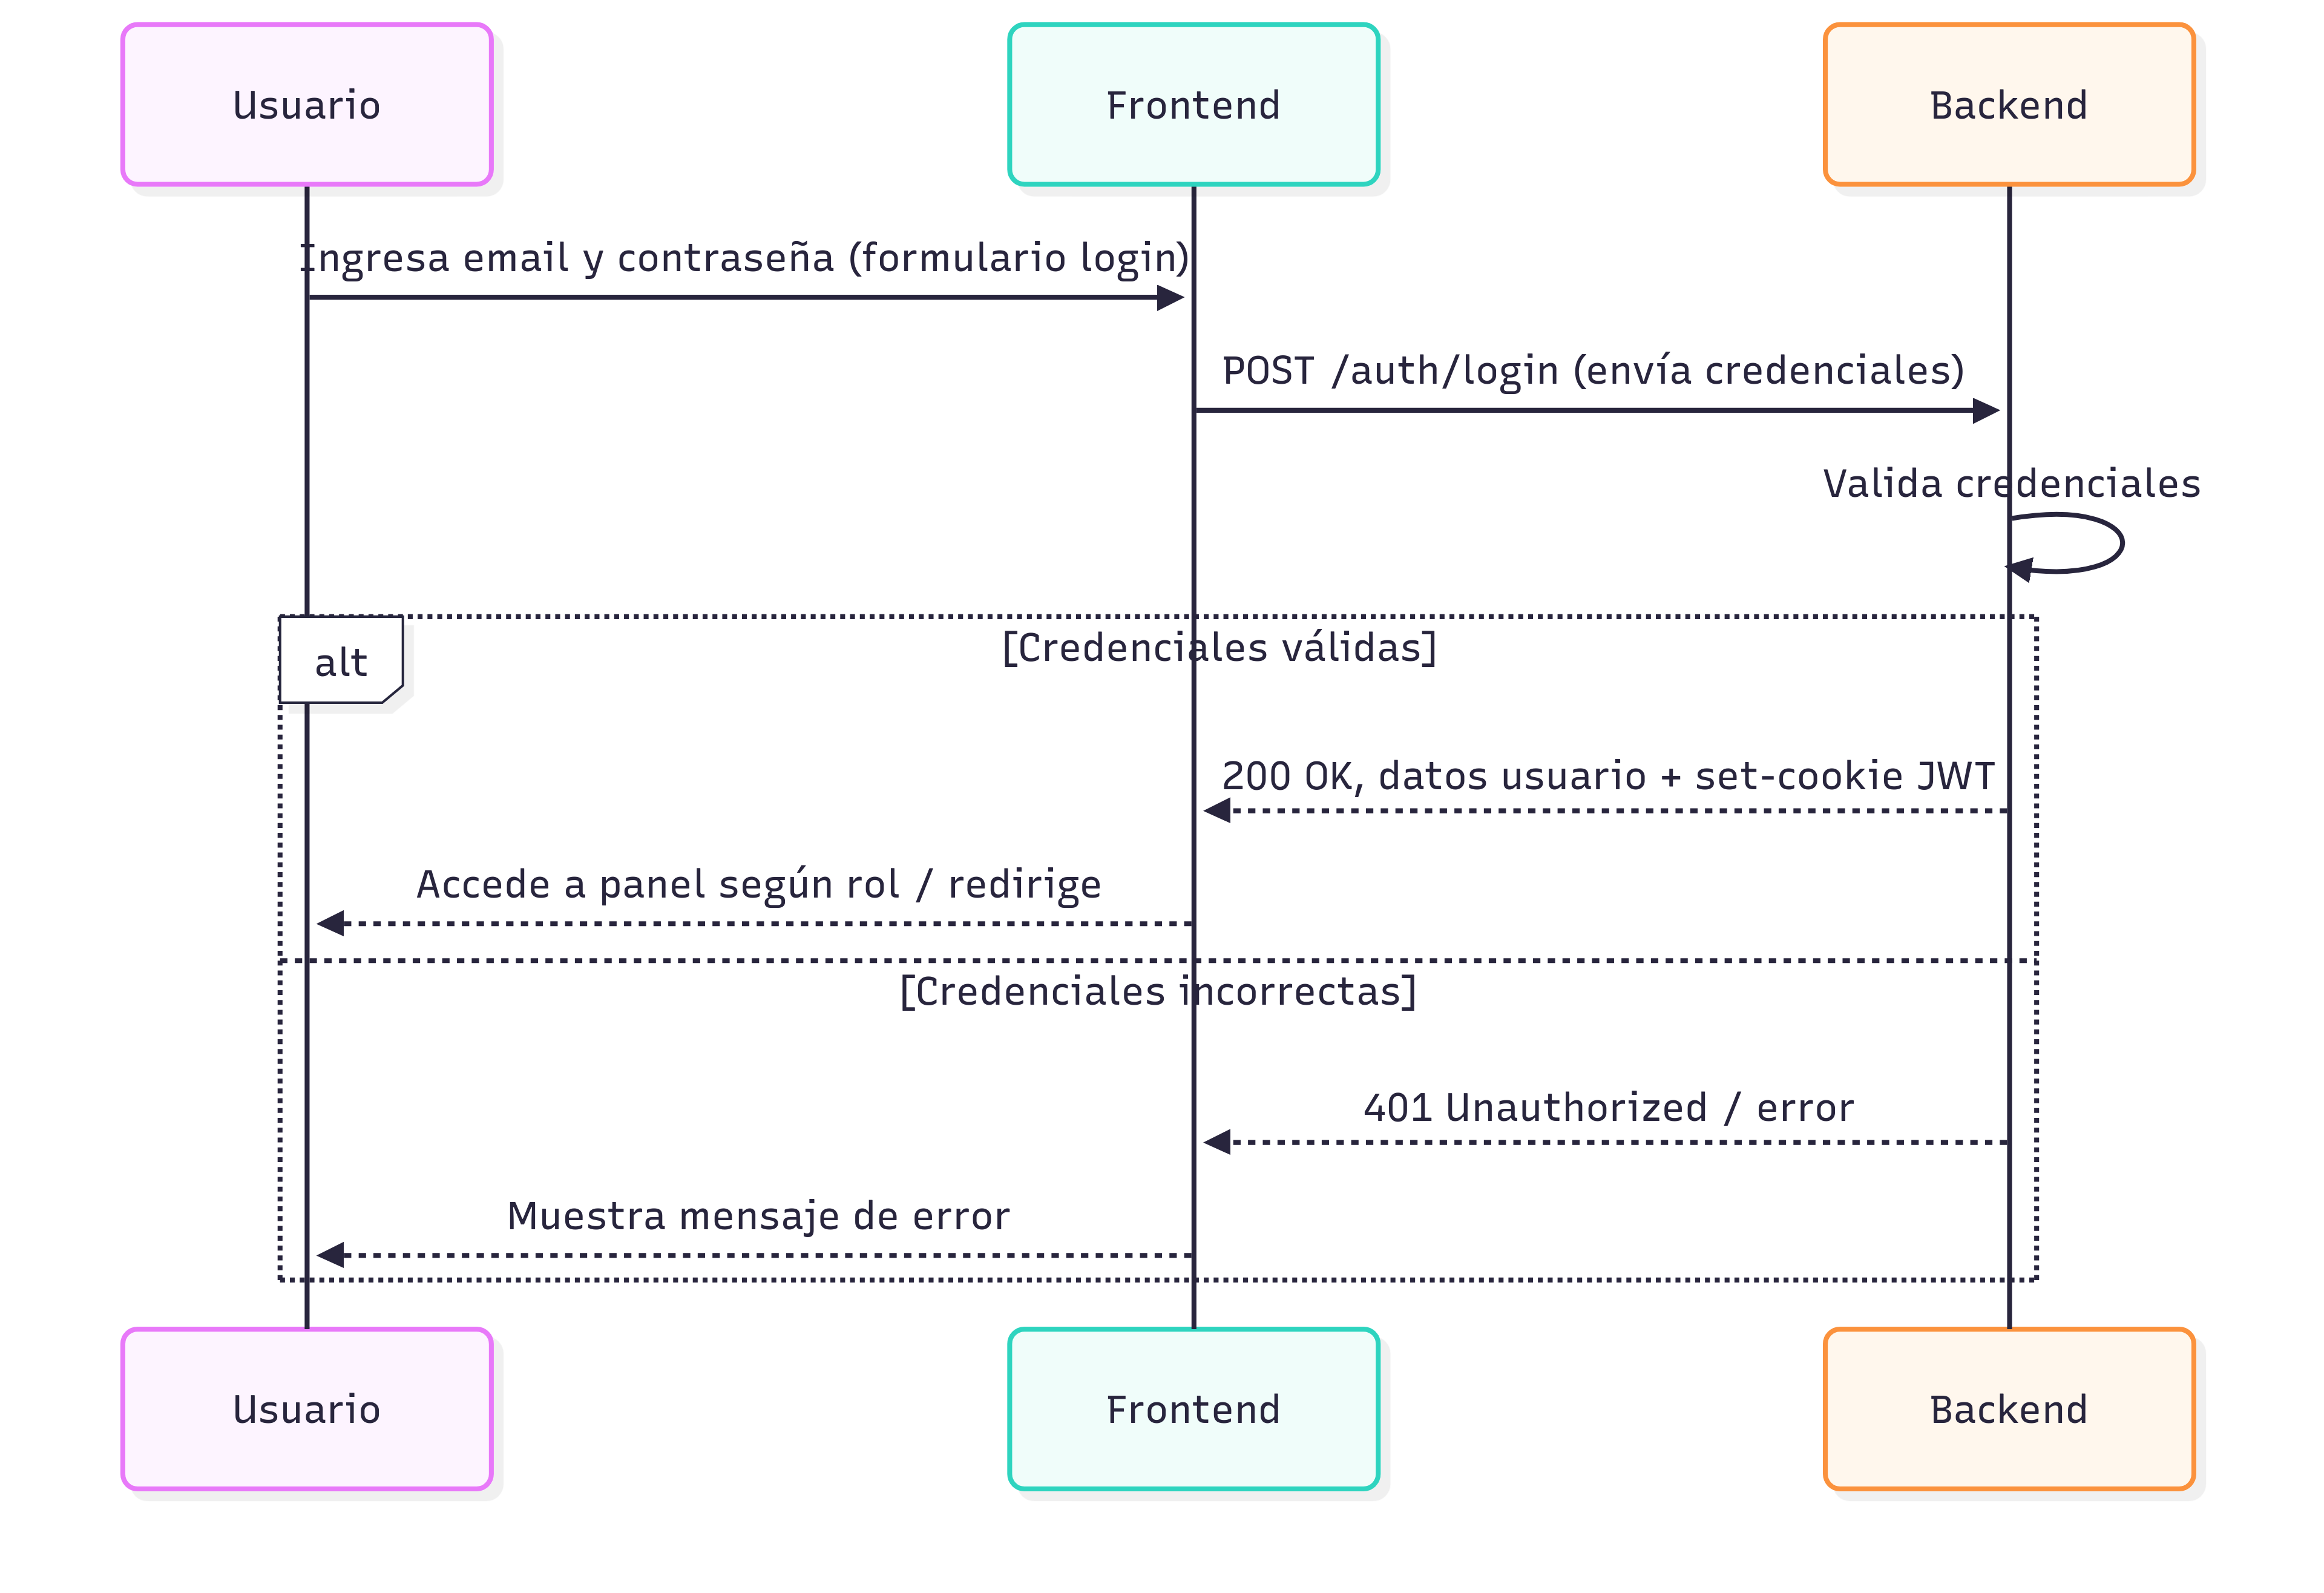 Usuario
Frontend
Backend
Ingresa email y contraseña (formulario login)
POST /auth/login (envía credenciales)
Valida credenciales
alt
[Credenciales válidas]
200 OK, datos usuario + set-cookie JWT
Accede a panel según rol / redirige
[Credenciales incorrectas]
401 Unauthorized / error
Muestra mensaje de error
Usuario
Frontend
Backend